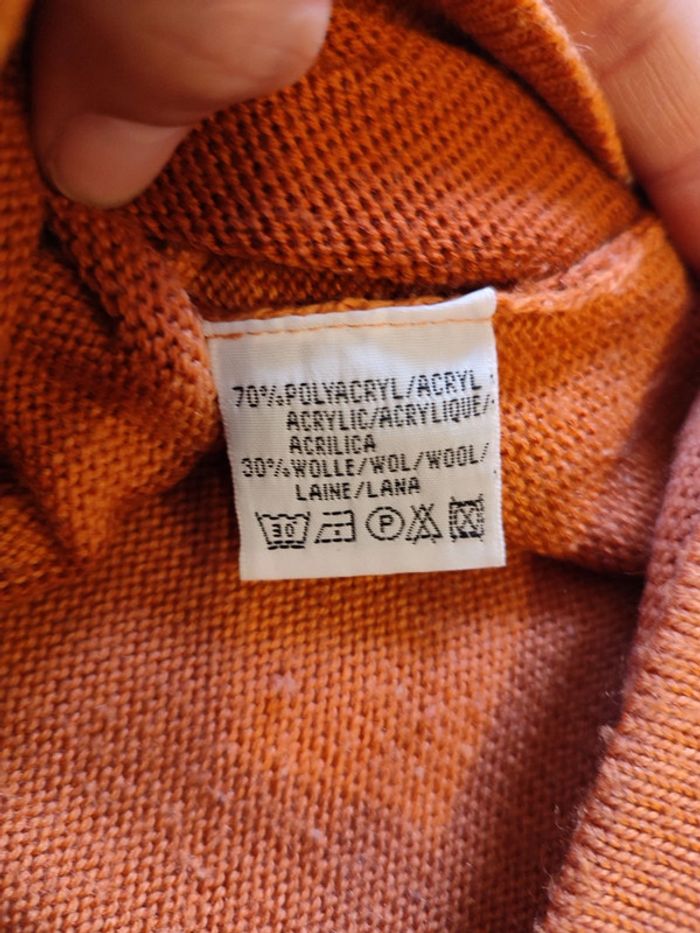 70%POLYACRYL/ACRYL
ACRYLIC/ACRYLIQUE/
ACRILICA
30%WOLLE/WOL/WOOL/
LAINE/LANA
30 P